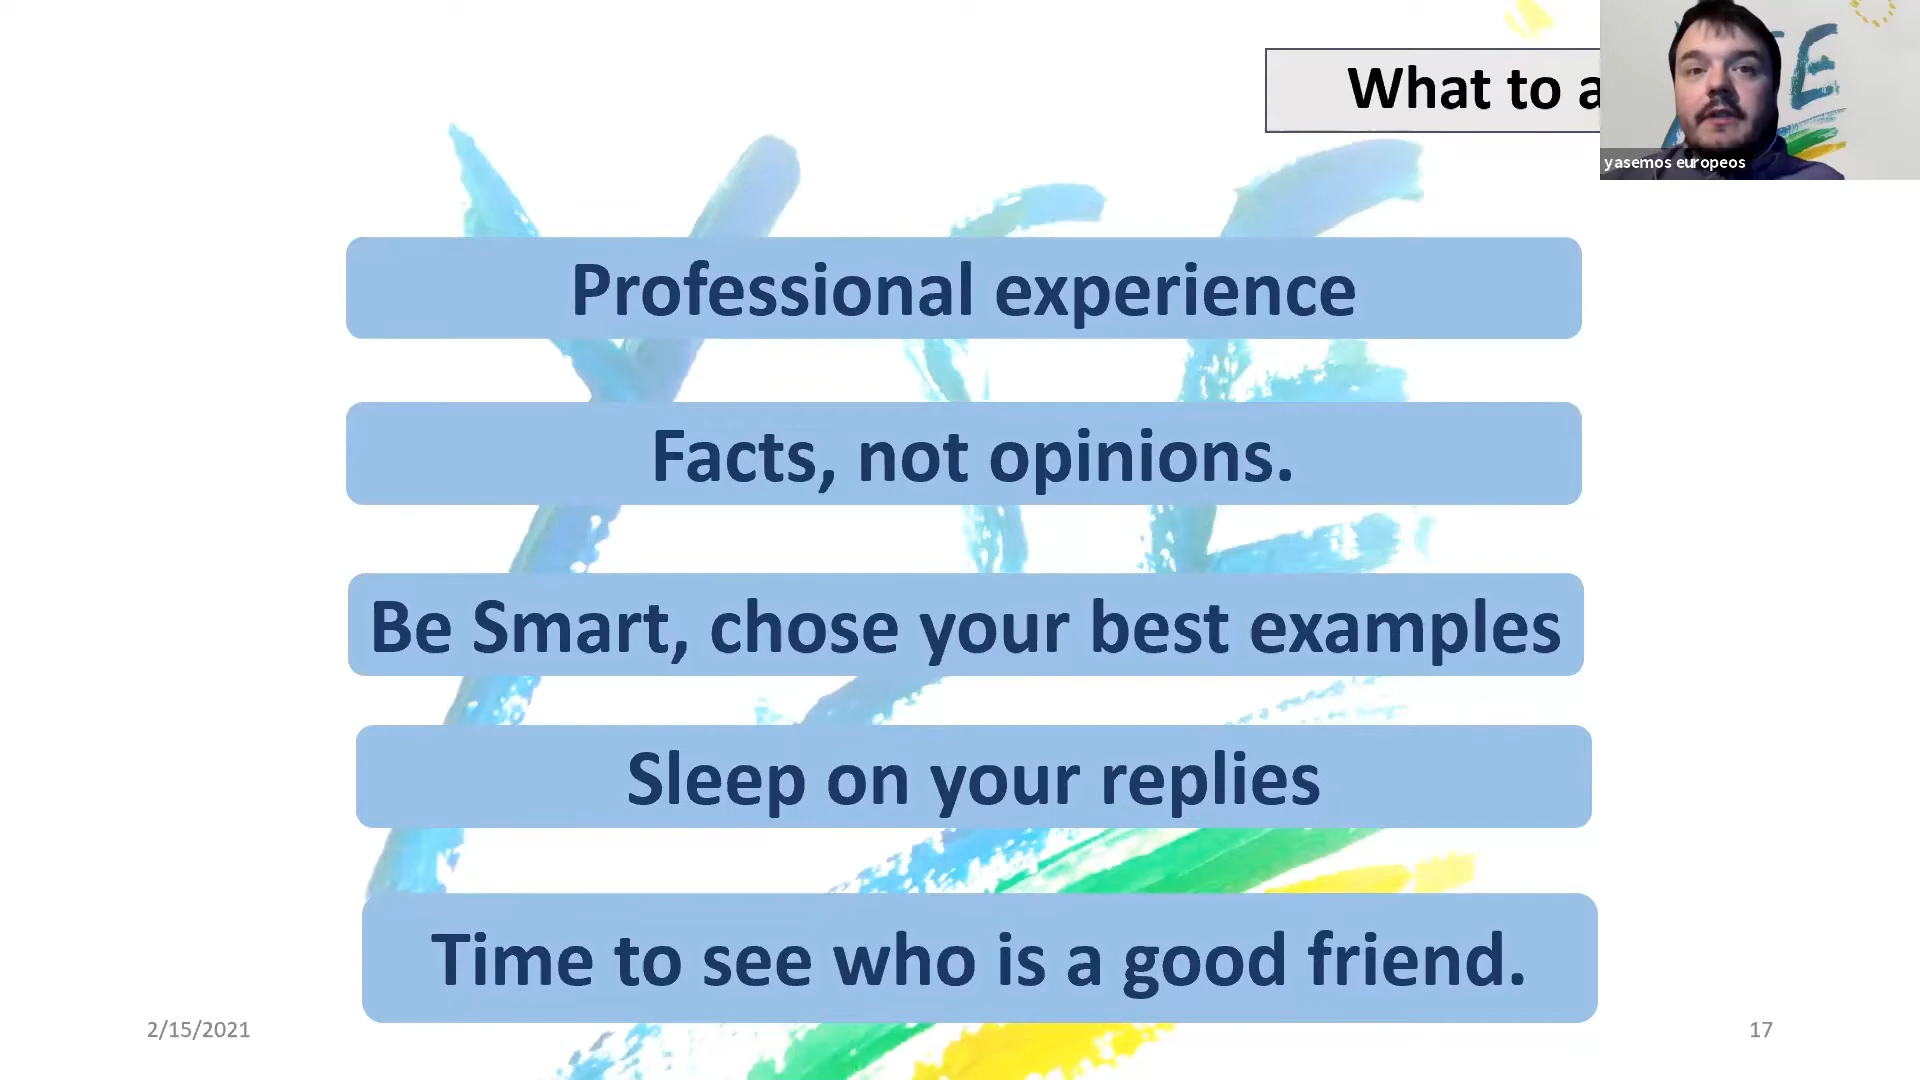 What to a
yasemos europeos
Professional experience
Facts, not opinions.
Be Smart, chose your best examples
Sleep on your replies
Time to see who is a good friend.
2/15/2021
17